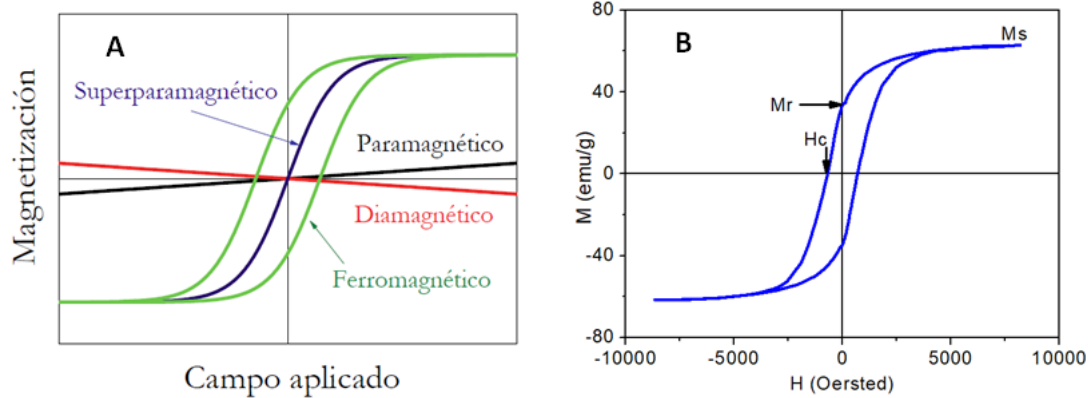 A
Superparamagnético
Paramagnético
Diamagnético
Ferromagnético
Magnetización
Campo aplicado
B
Ms
Mr
Hc
80
40
0
-40
-80
M (emu/g)
-10000 -5000 0 5000 10000
H (Oersted)